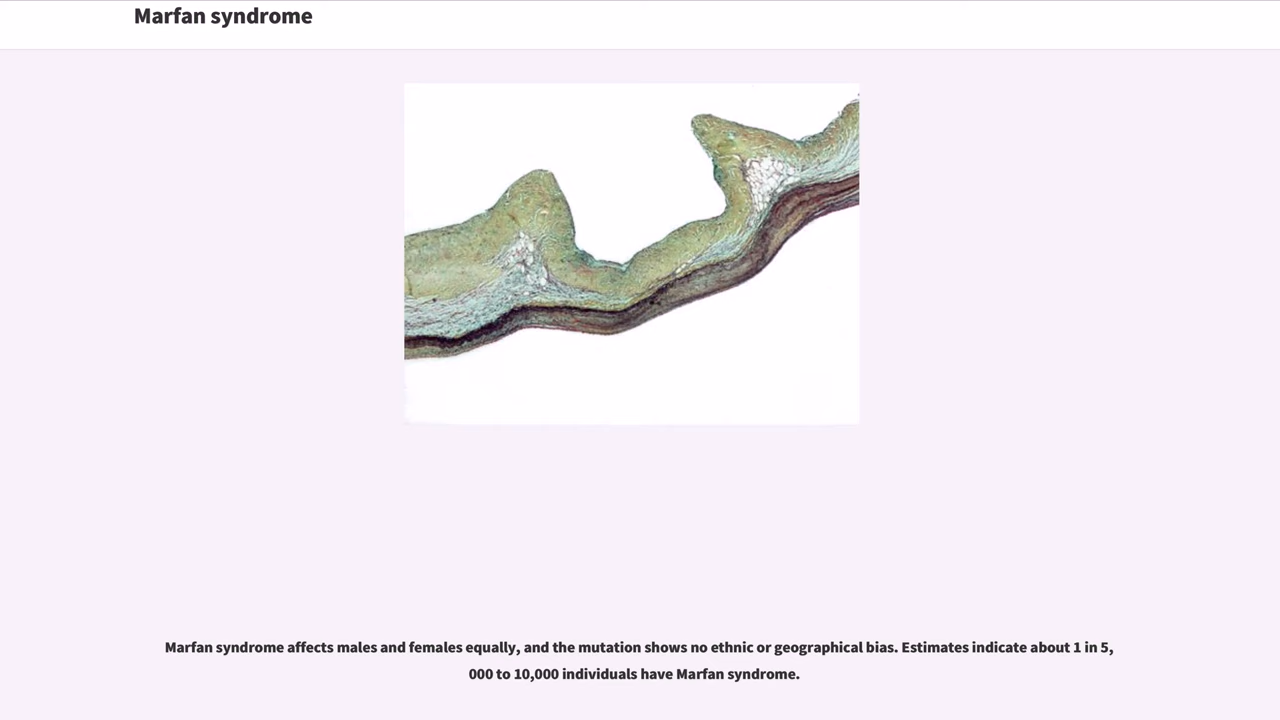 Marfan syndrome
Marfan syndrome affects males and females equally, and the mutation shows no ethnic or geographical bias. Estimates indicate about 1 in 5,
000 to 10,000 individuals have Marfan syndrome.